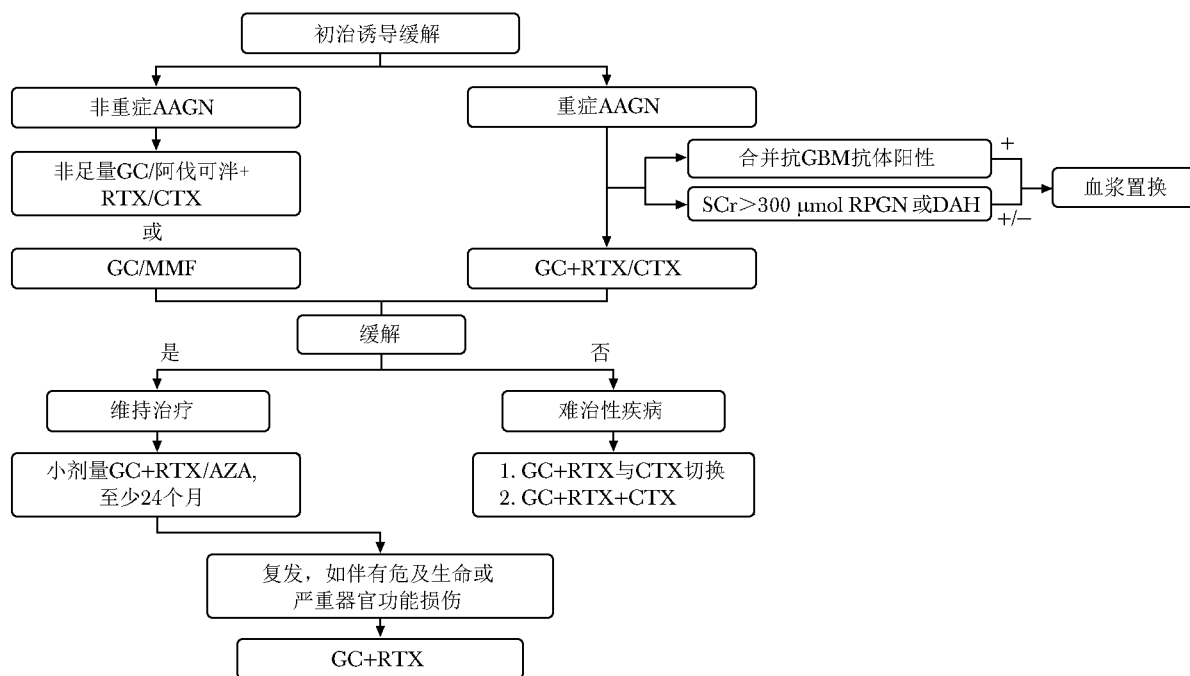 初治诱导缓解
非重症AAGN
重症AAGN
非足量GC/阿伐可泮+
RTX/CTX
或
GC/MMF
合并抗GBM抗体阳性
+
SCr＞300 μmol RPGN 或DAH
+/−
血浆置换
GC+RTX/CTX
缓解
是
否
维持治疗
难治性疾病
小剂量GC+RTX/AZA,
至少24个月
1. GC+RTX与CTX切换
2. GC+RTX+CTX
复发，如伴有危及生命或
严重器官功能损伤
GC+RTX